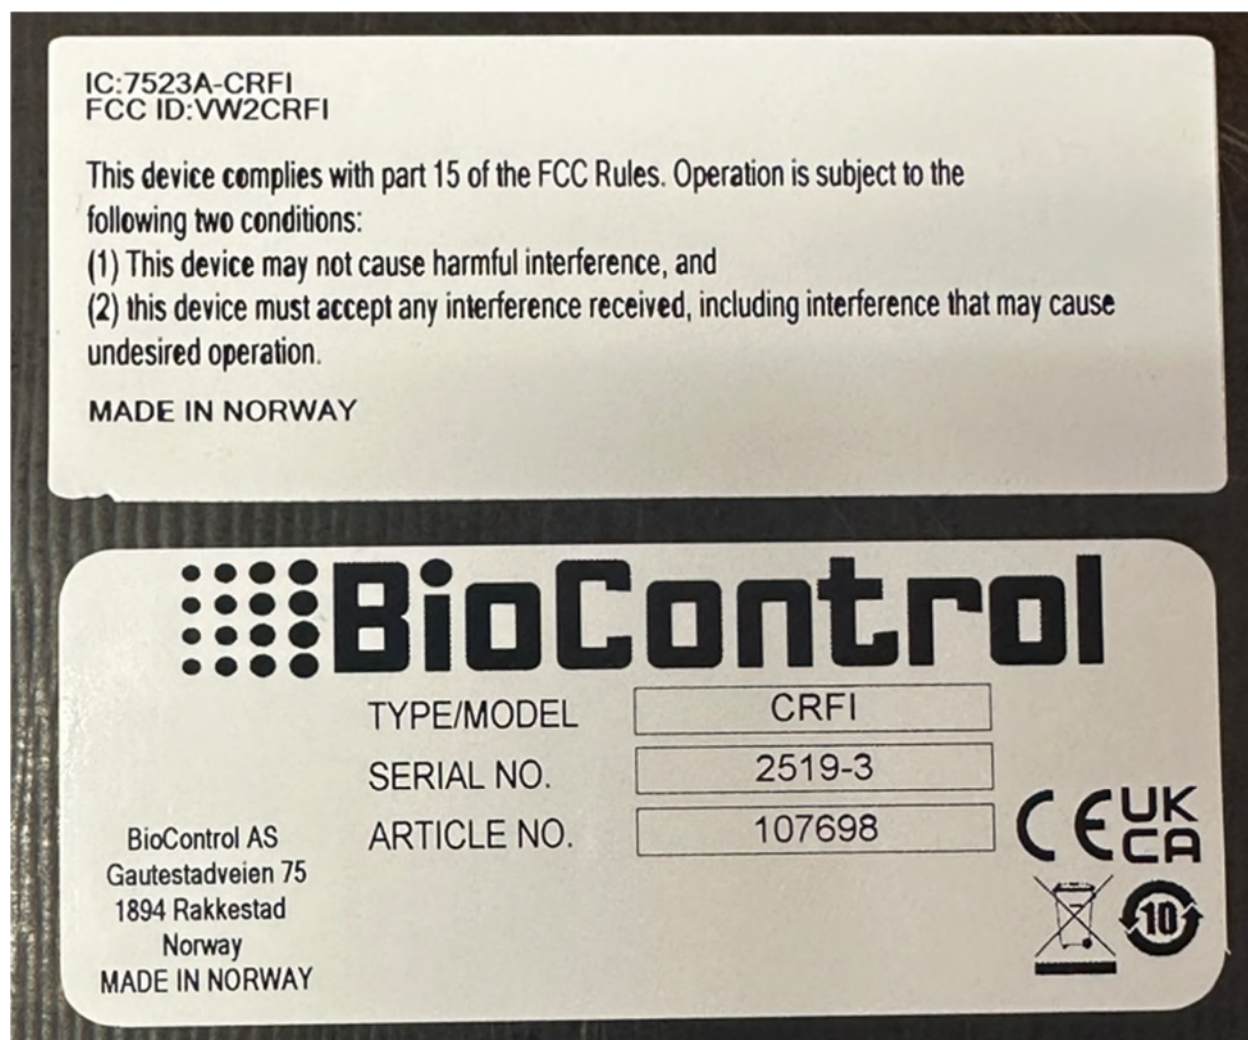 IC:7523A-CRFI
FCC ID:VW2CRFI
This device complies with part 15 of the FCC Rules. Operation is subject to the
following two conditions:
(1) This device may not cause harmful interference, and
(2) this device must accept any interference received, including interference that may cause
undesired operation.
MADE IN NORWAY
BioControl
TYPE/MODEL CRFI
SERIAL NO. 2519-3
ARTICLE NO. 107698
CE UK
CA
10
BioControl AS
Gautestadveien 75
1894 Rakkestad
Norway
MADE IN NORWAY